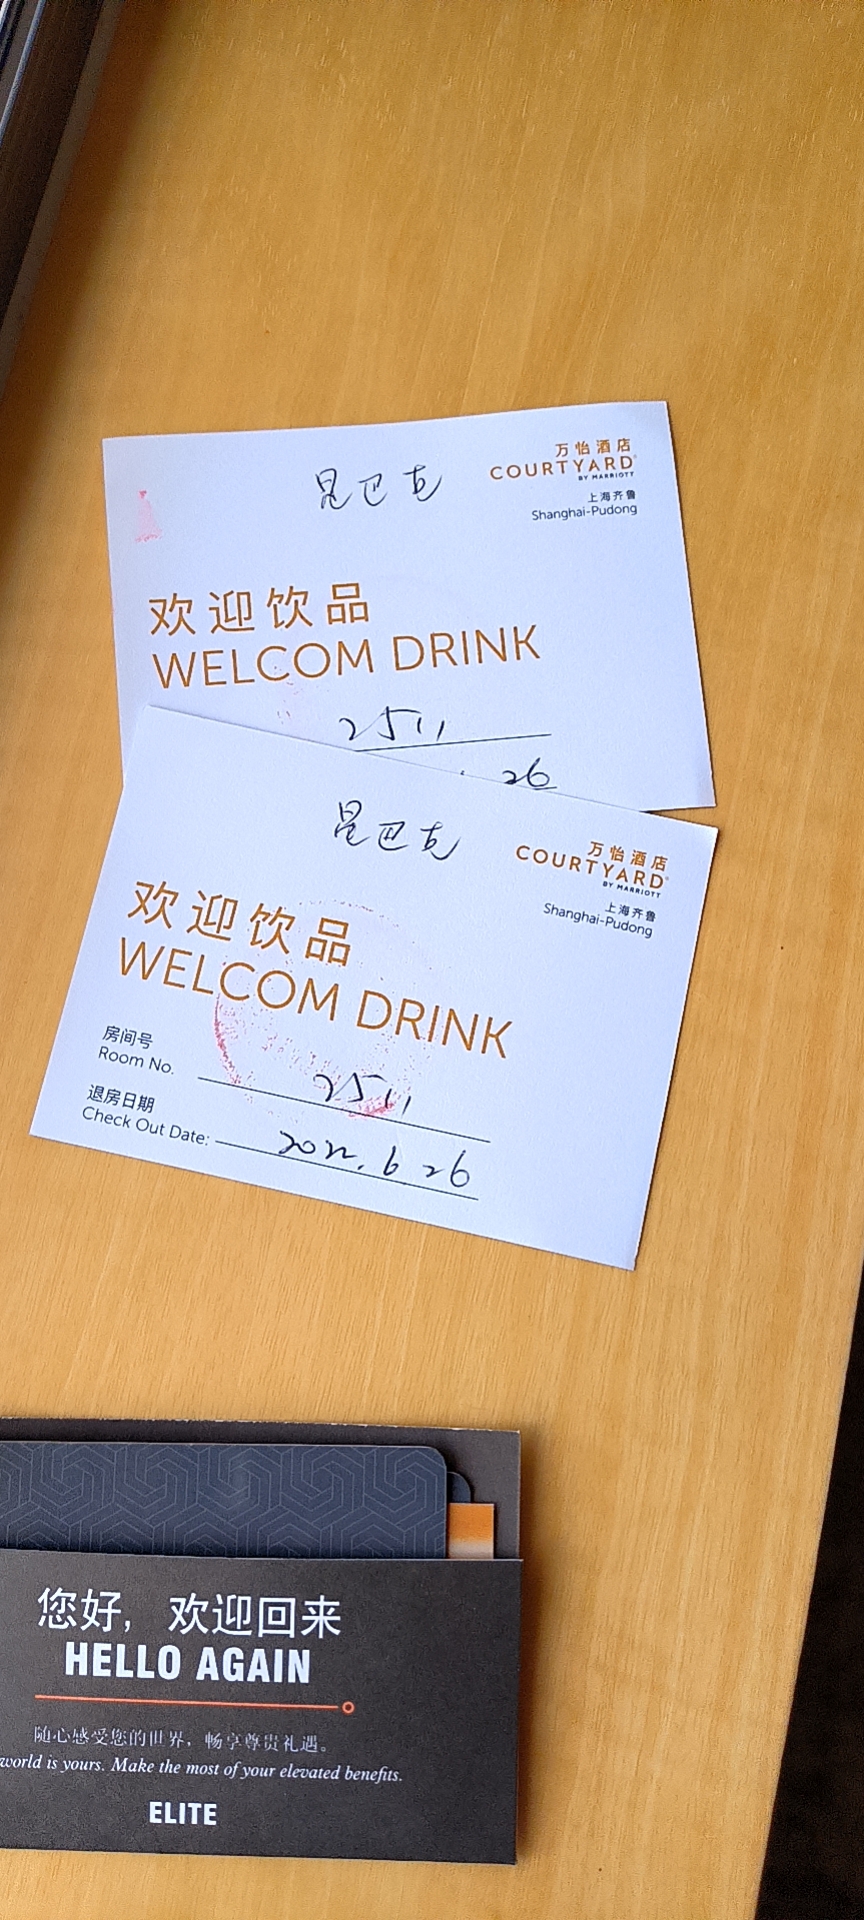 昆巴克
万怡酒店
COURTYARD
BY MARRIOTT
上海齐鲁
Shanghai-Pudong
欢迎饮品
WELCOM DRINK
2511
26
昆巴克
万怡酒店
COURTYARD
BY MARRIOTT
上海齐鲁
Shanghai-Pudong
欢迎饮品
WELCOM DRINK
房间号
Room No. 2511
退房日期
Check Out Date: 2022.6 26
您好，欢迎回来
HELLO AGAIN
随心感受您的世界，畅享尊贵礼遇。
world is yours. Make the most of your elevated benefits.
ELITE